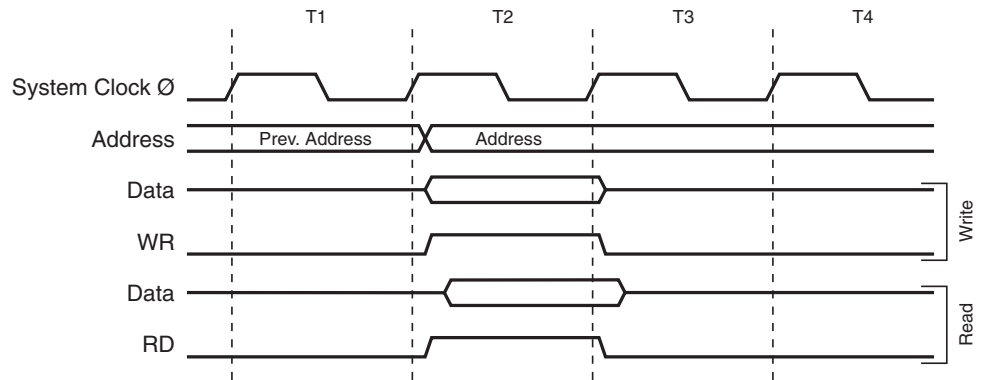 T1 T2 T3 T4
System Clock Ø
Address Prev. Address Address
Data
WR
Write
Data
RD
Read